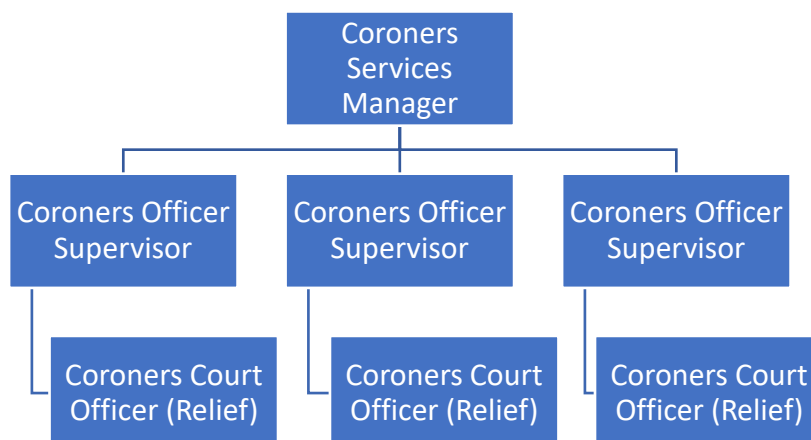 Coroners
Services
Manager
Coroners Officer
Supervisor
Coroners Officer
Supervisor
Coroners Officer
Supervisor
Coroners Court
Officer (Relief)
Coroners Court
Officer (Relief)
Coroners Court
Officer (Relief)